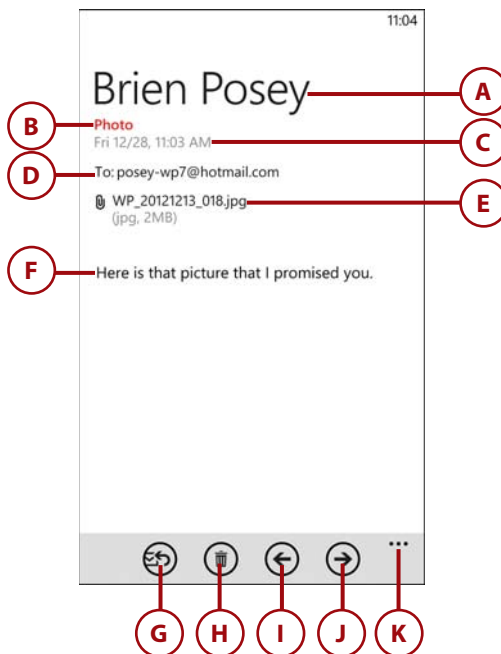 11:04
Brien Posey
A
B
Photo
Fri 12/28, 11:03 AM
C
D
To: posey-wp7@hotmail.com
WP_20121213_018.jpg
E
(jpg, 2MB)
F
Here is that picture that I promised you.
G H I J K